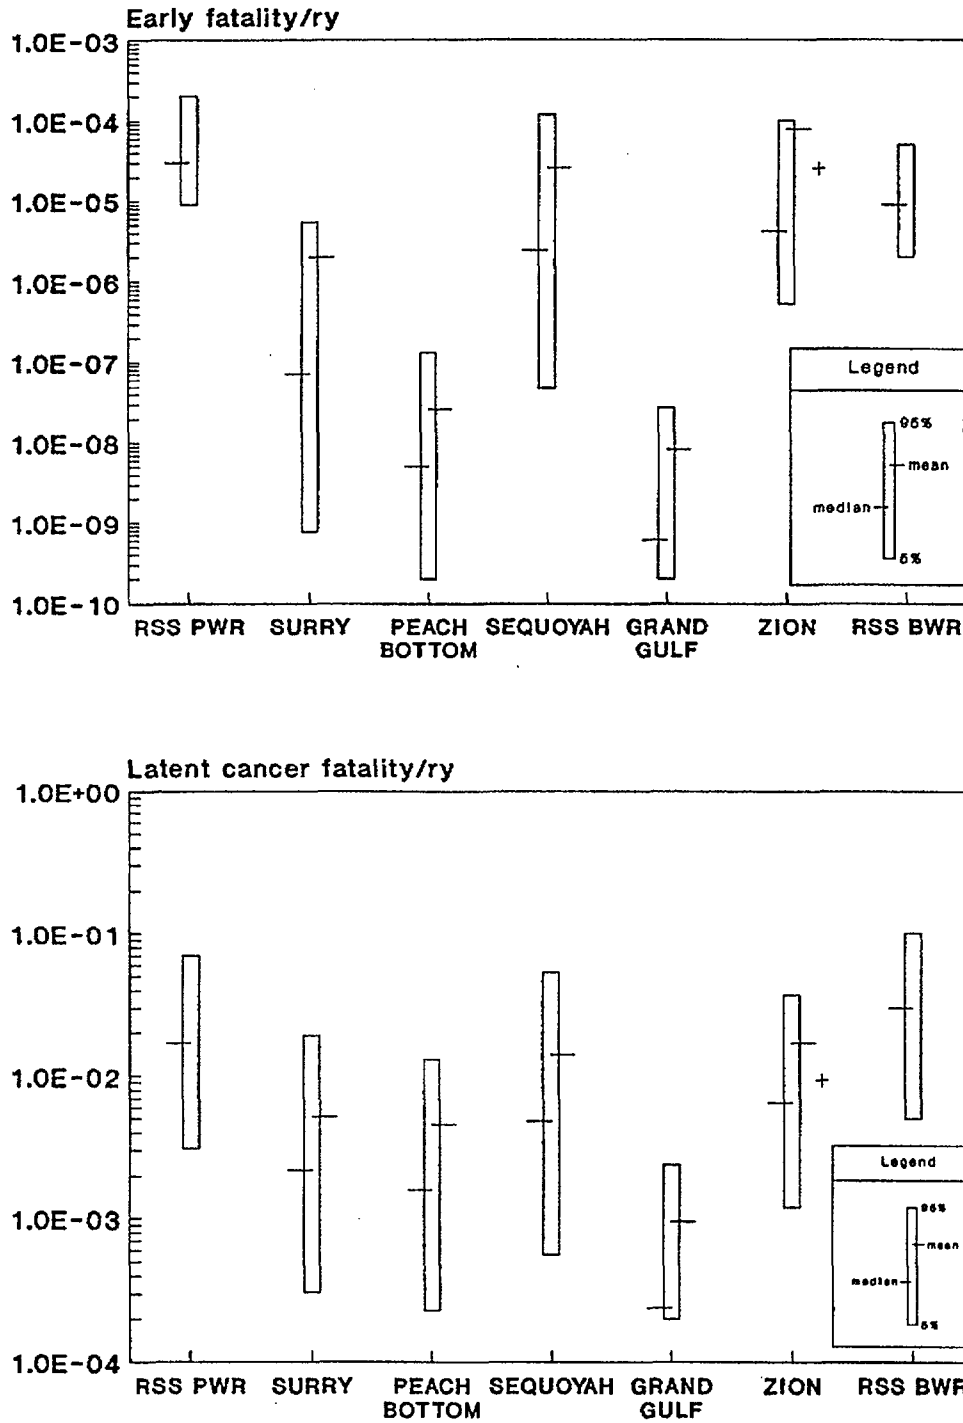 Early fatality/ry
1.0E-03
1.0E-04
1.0E-05
1.0E-06
1.0E-07
1.0E-08
1.0E-09
1.0E-10
Legend
95%
mean
median
5%
RSS PWR SURRY PEACH SEQUOYAH GRAND ZION RSS BWR
BOTTOM GULF
Latent cancer fatality/ry
1.0E+00
1.0E-01
1.0E-02
1.0E-03
1.0E-04
Legend
95%
mean
median
5%
RSS PWR SURRY PEACH SEQUOYAH GRAND ZION RSS BWR
BOTTOM GULF